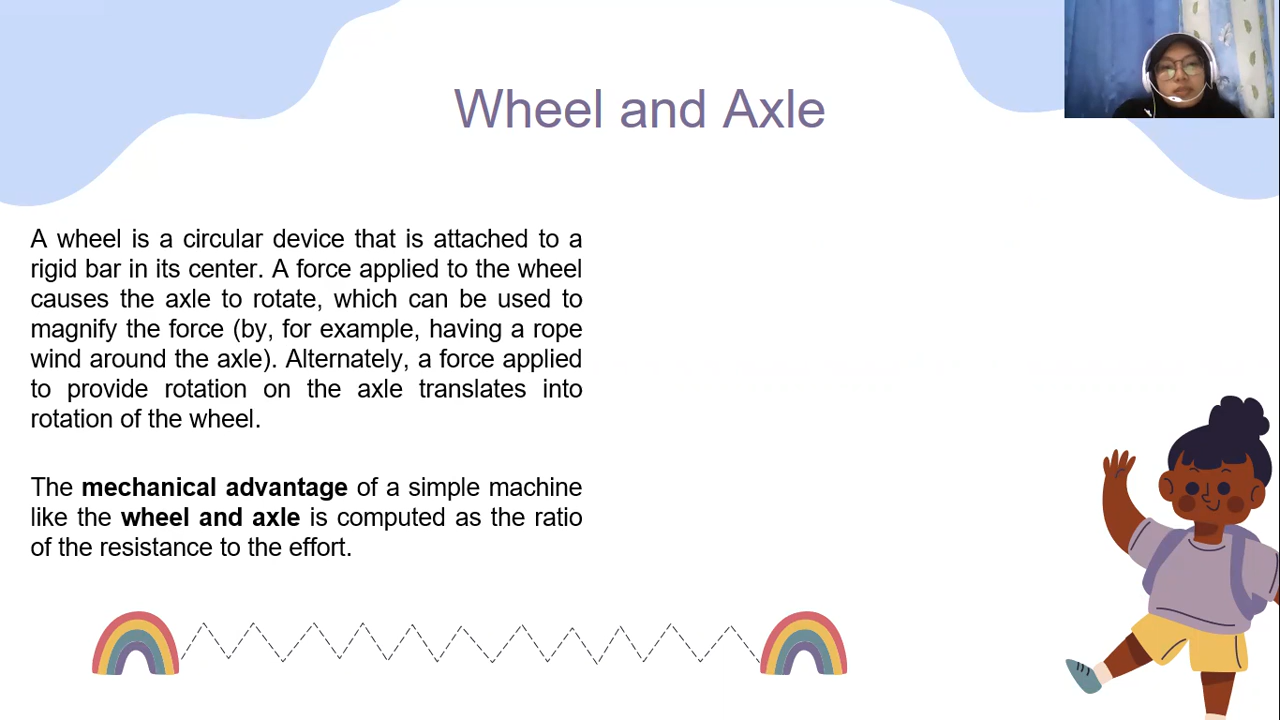 Wheel and Axle
A wheel is a circular device that is attached to a
rigid bar in its center. A force applied to the wheel
causes the axle to rotate, which can be used to
magnify the force (by, for example, having a rope
wind around the axle). Alternately, a force applied
to provide rotation on the axle translates into
rotation of the wheel.
The mechanical advantage of a simple machine
like the wheel and axle is computed as the ratio
of the resistance to the effort.